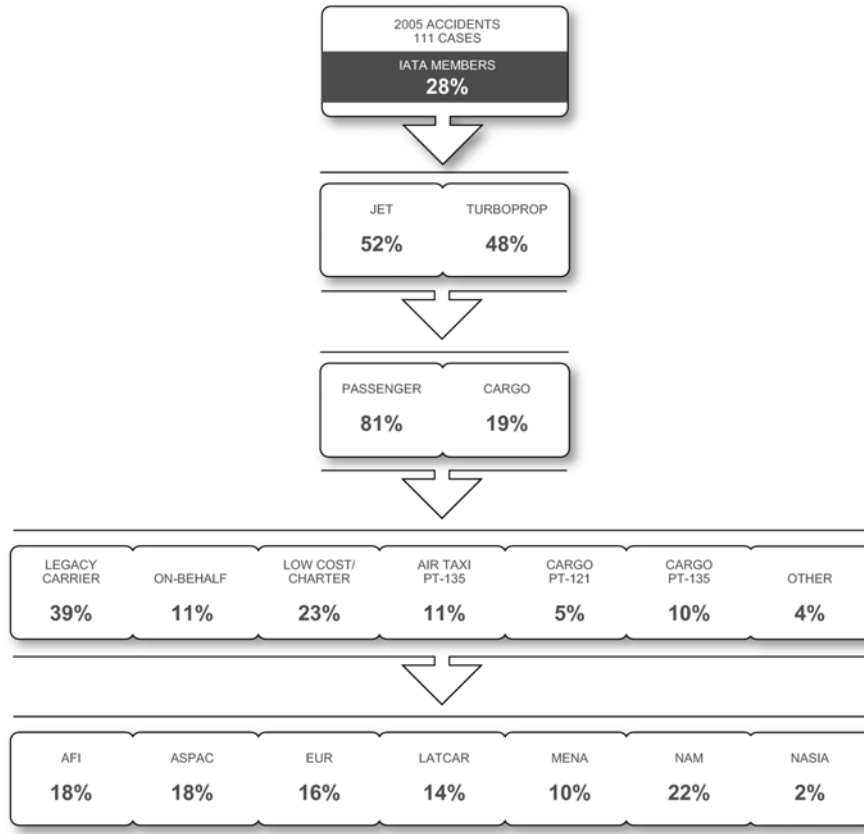 2005 ACCIDENTS
111 CASES
IATA MEMBERS
28%
JET TURBOPROP
52% 48%
PASSENGER CARGO
81% 19%
LEGACY CARRIER ON-BEHALF LOW COST/ CHARTER AIR TAXI PT-135 CARGO PT-121 CARGO PT-135 OTHER
39% 11% 23% 11% 5% 10% 4%
AFI ASPAC EUR LATCAR MENA NAM NASIA
18% 18% 16% 14% 10% 22% 2%